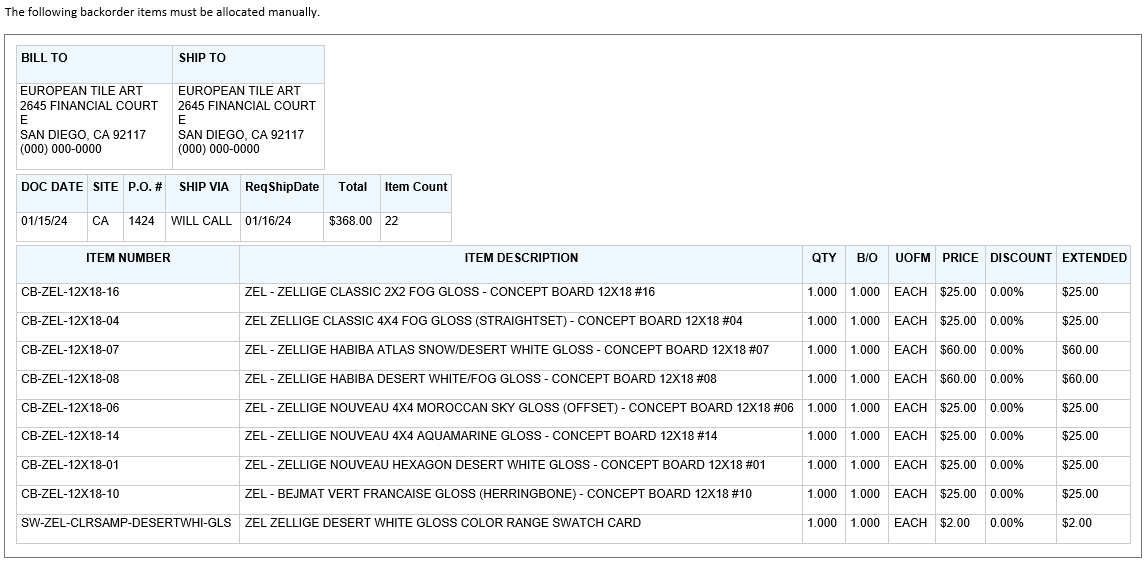 The following backorder items must be allocated manually.
BILL TO SHIP TO
EUROPEAN TILE ART EUROPEAN TILE ART
2645 FINANCIAL COURT 2645 FINANCIAL COURT
E E
SAN DIEGO, CA 92117 SAN DIEGO, CA 92117
(000) 000-0000 (000) 000-0000
DOC DATE SITE P.O. # SHIP VIA ReqShipDate Total Item Count
01/15/24 CA 1424 WILL CALL 01/16/24 $368.00 22
ITEM NUMBER ITEM DESCRIPTION QTY B/O UOFM PRICE DISCOUNT EXTENDED
CB-ZEL-12X18-16 ZEL - ZELLIGE CLASSIC 2X2 FOG GLOSS - CONCEPT BOARD 12X18 #16 1.000 1.000 EACH $25.00 0.00% $25.00
CB-ZEL-12X18-04 ZEL ZELLIGE CLASSIC 4X4 FOG GLOSS (STRAIGHTSET) - CONCEPT BOARD 12X18 #04 1.000 1.000 EACH $25.00 0.00% $25.00
CB-ZEL-12X18-07 ZEL - ZELLIGE HABIBA ATLAS SNOW/DESERT WHITE GLOSS - CONCEPT BOARD 12X18 #07 1.000 1.000 EACH $60.00 0.00% $60.00
CB-ZEL-12X18-08 ZEL - ZELLIGE HABIBA DESERT WHITE/FOG GLOSS - CONCEPT BOARD 12X18 #08 1.000 1.000 EACH $60.00 0.00% $60.00
CB-ZEL-12X18-06 ZEL - ZELLIGE NOUVEAU 4X4 MOROCCAN SKY GLOSS (OFFSET) - CONCEPT BOARD 12X18 #06 1.000 1.000 EACH $25.00 0.00% $25.00
CB-ZEL-12X18-14 ZEL - ZELLIGE NOUVEAU 4X4 AQUAMARINE GLOSS - CONCEPT BOARD 12X18 #14 1.000 1.000 EACH $25.00 0.00% $25.00
CB-ZEL-12X18-01 ZEL - ZELLIGE NOUVEAU HEXAGON DESERT WHITE GLOSS - CONCEPT BOARD 12X18 #01 1.000 1.000 EACH $25.00 0.00% $25.00
CB-ZEL-12X18-10 ZEL - BEJMAT VERT FRANCAISE GLOSS (HERRINGBONE) - CONCEPT BOARD 12X18 #10 1.000 1.000 EACH $25.00 0.00% $25.00
SW-ZEL-CLRSAMP-DESERTWHI-GLS ZEL ZELLIGE DESERT WHITE GLOSS COLOR RANGE SWATCH CARD 1.000 1.000 EACH $2.00 0.00% $2.00